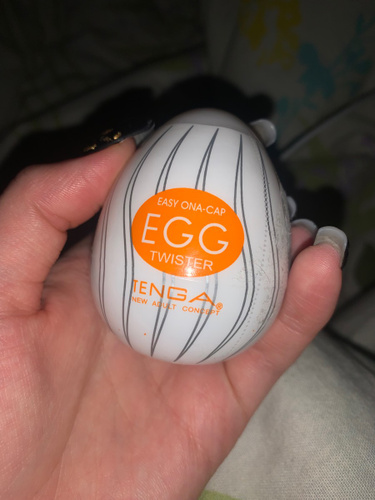 EASY ONA-CAP
EGG
TWISTER
TENGA®
NEW ADULT CONCEPT